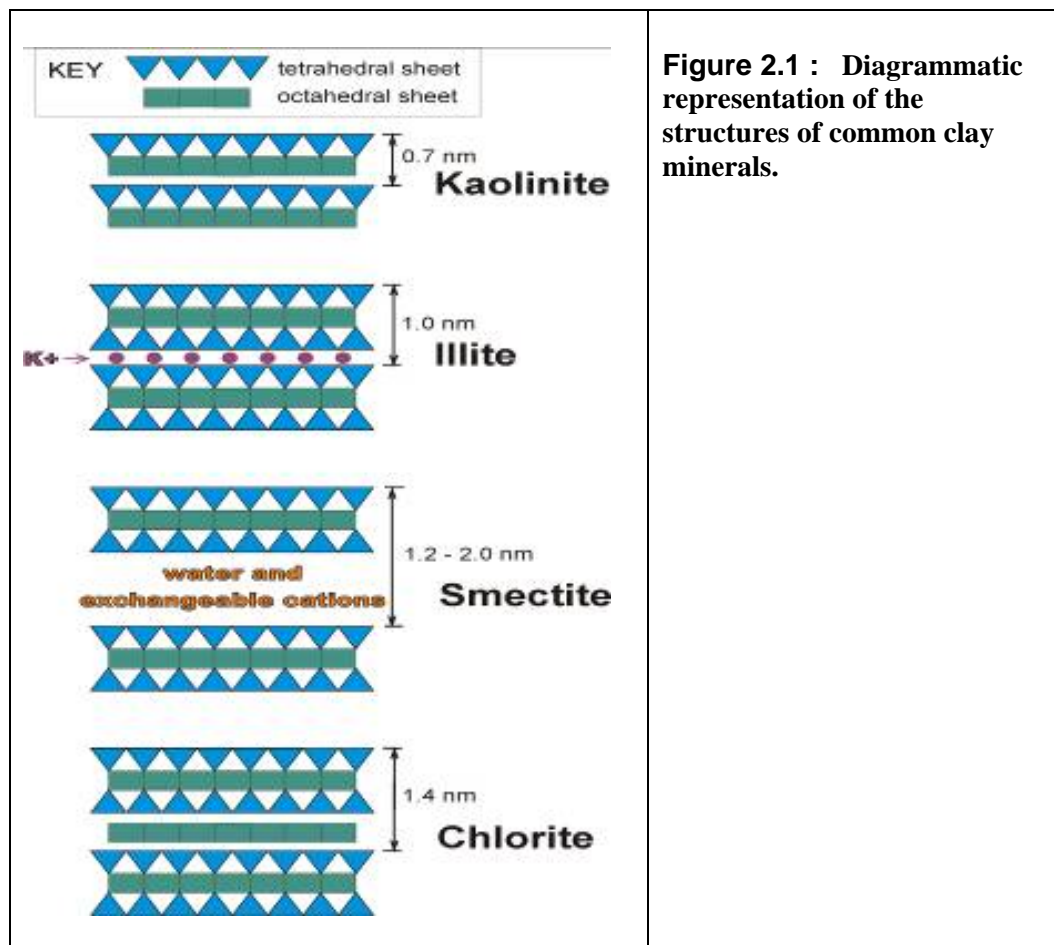 KEY
tetrahedral sheet
octahedral sheet
0.7 nm
Kaolinite
1.0 nm
Illite
K+
1.2 - 2.0 nm
water and
exchangeable cations
Smectite
1.4 nm
Chlorite
Figure 2.1 : Diagrammatic
representation of the
structures of common clay
minerals.